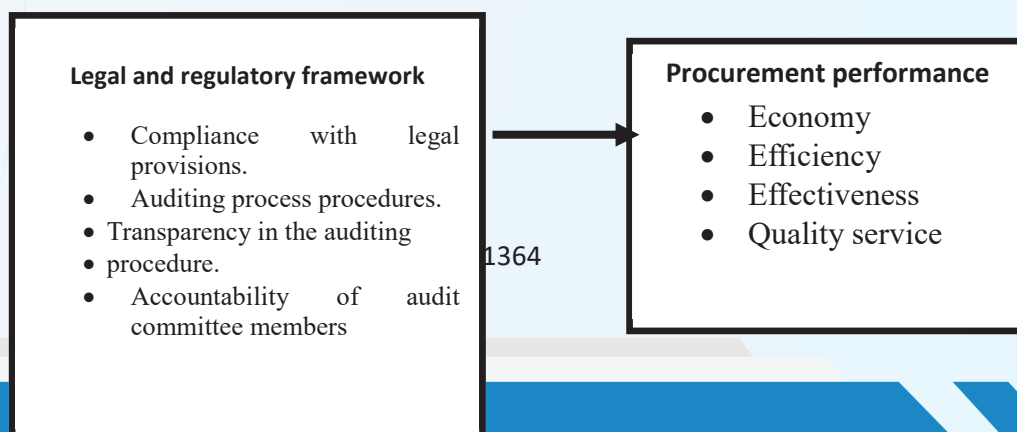 Legal and regulatory framework
• Compliance with legal
provisions.
• Auditing process procedures.
• Transparency in the auditing
• procedure.
• Accountability of audit
committee members
1364
Procurement performance
• Economy
• Efficiency
• Effectiveness
• Quality service